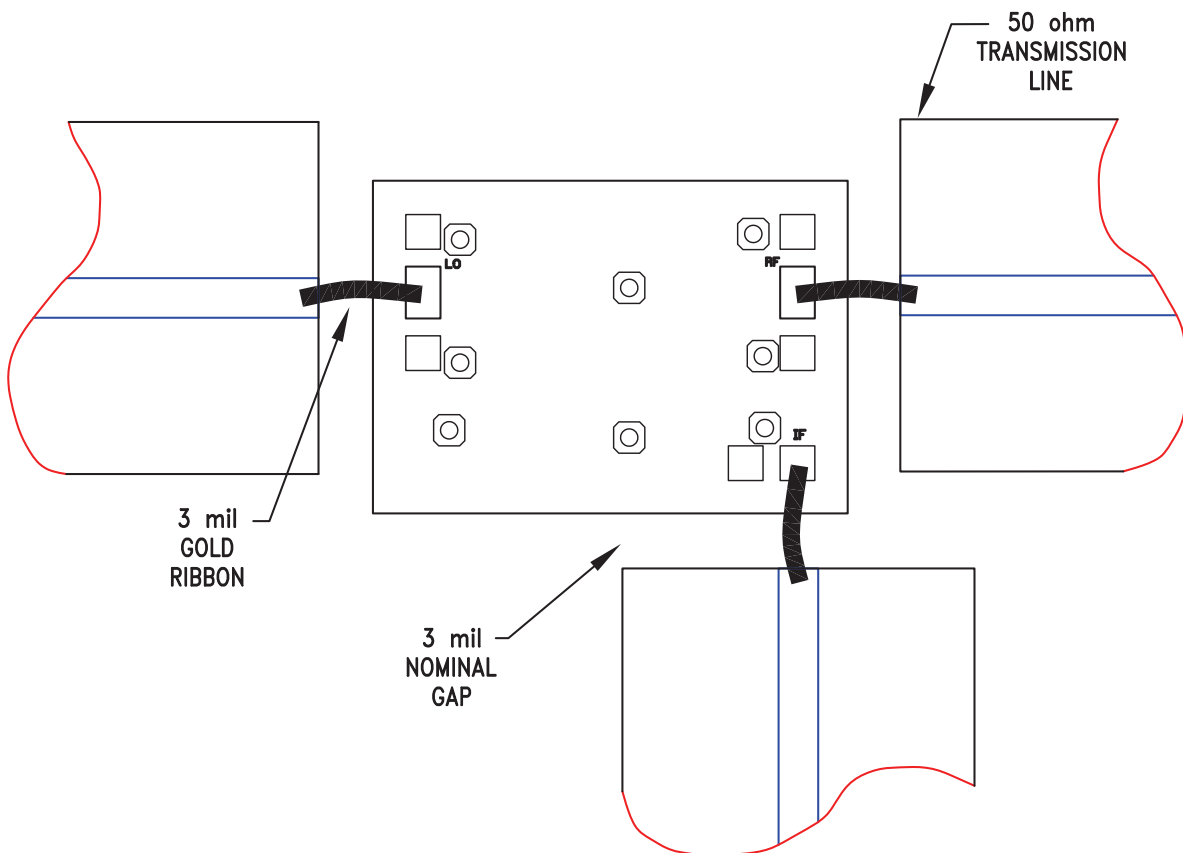 50 ohm
TRANSMISSION
LINE
LO
RF
IF
3 mil
GOLD
RIBBON
3 mil
NOMINAL
GAP